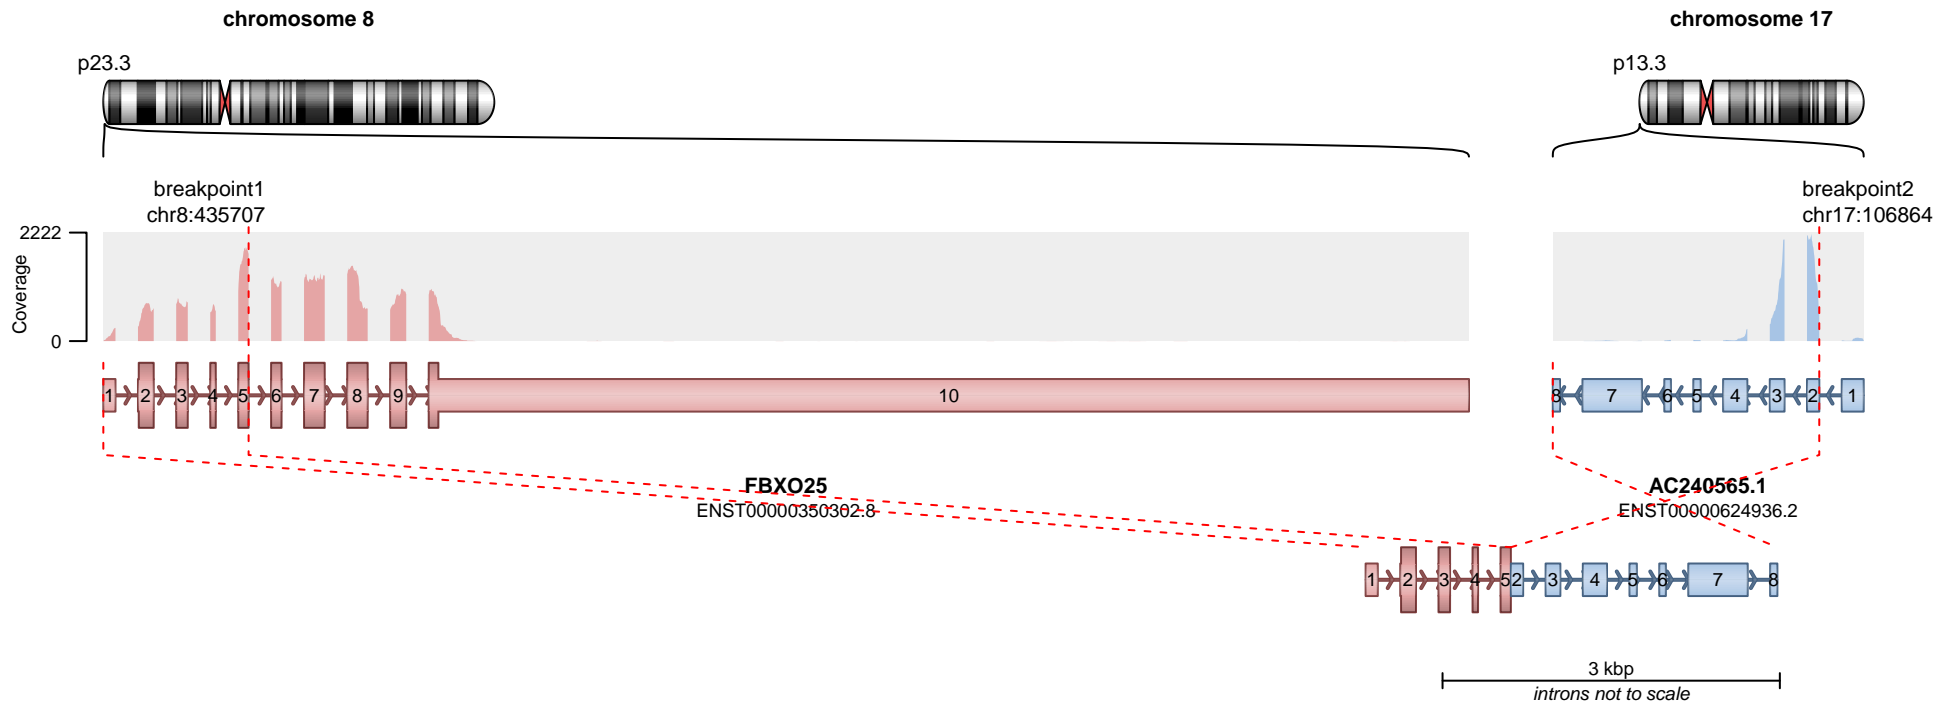 chromosome 8
chromosome 17
p23.3
p13.3
breakpoint1
chr8:435707
breakpoint2
chr17:106864
2222
Coverage
0
1 2 3 4 5 6 7 8 9 10
8 7 6 5 4 3 2 1
FBXO25
ENST00000350302.8
AC240565.1
ENST00000624936.2
1 2 3 4 5 2 3 4 5 6 7 8
3 kbp
introns not to scale